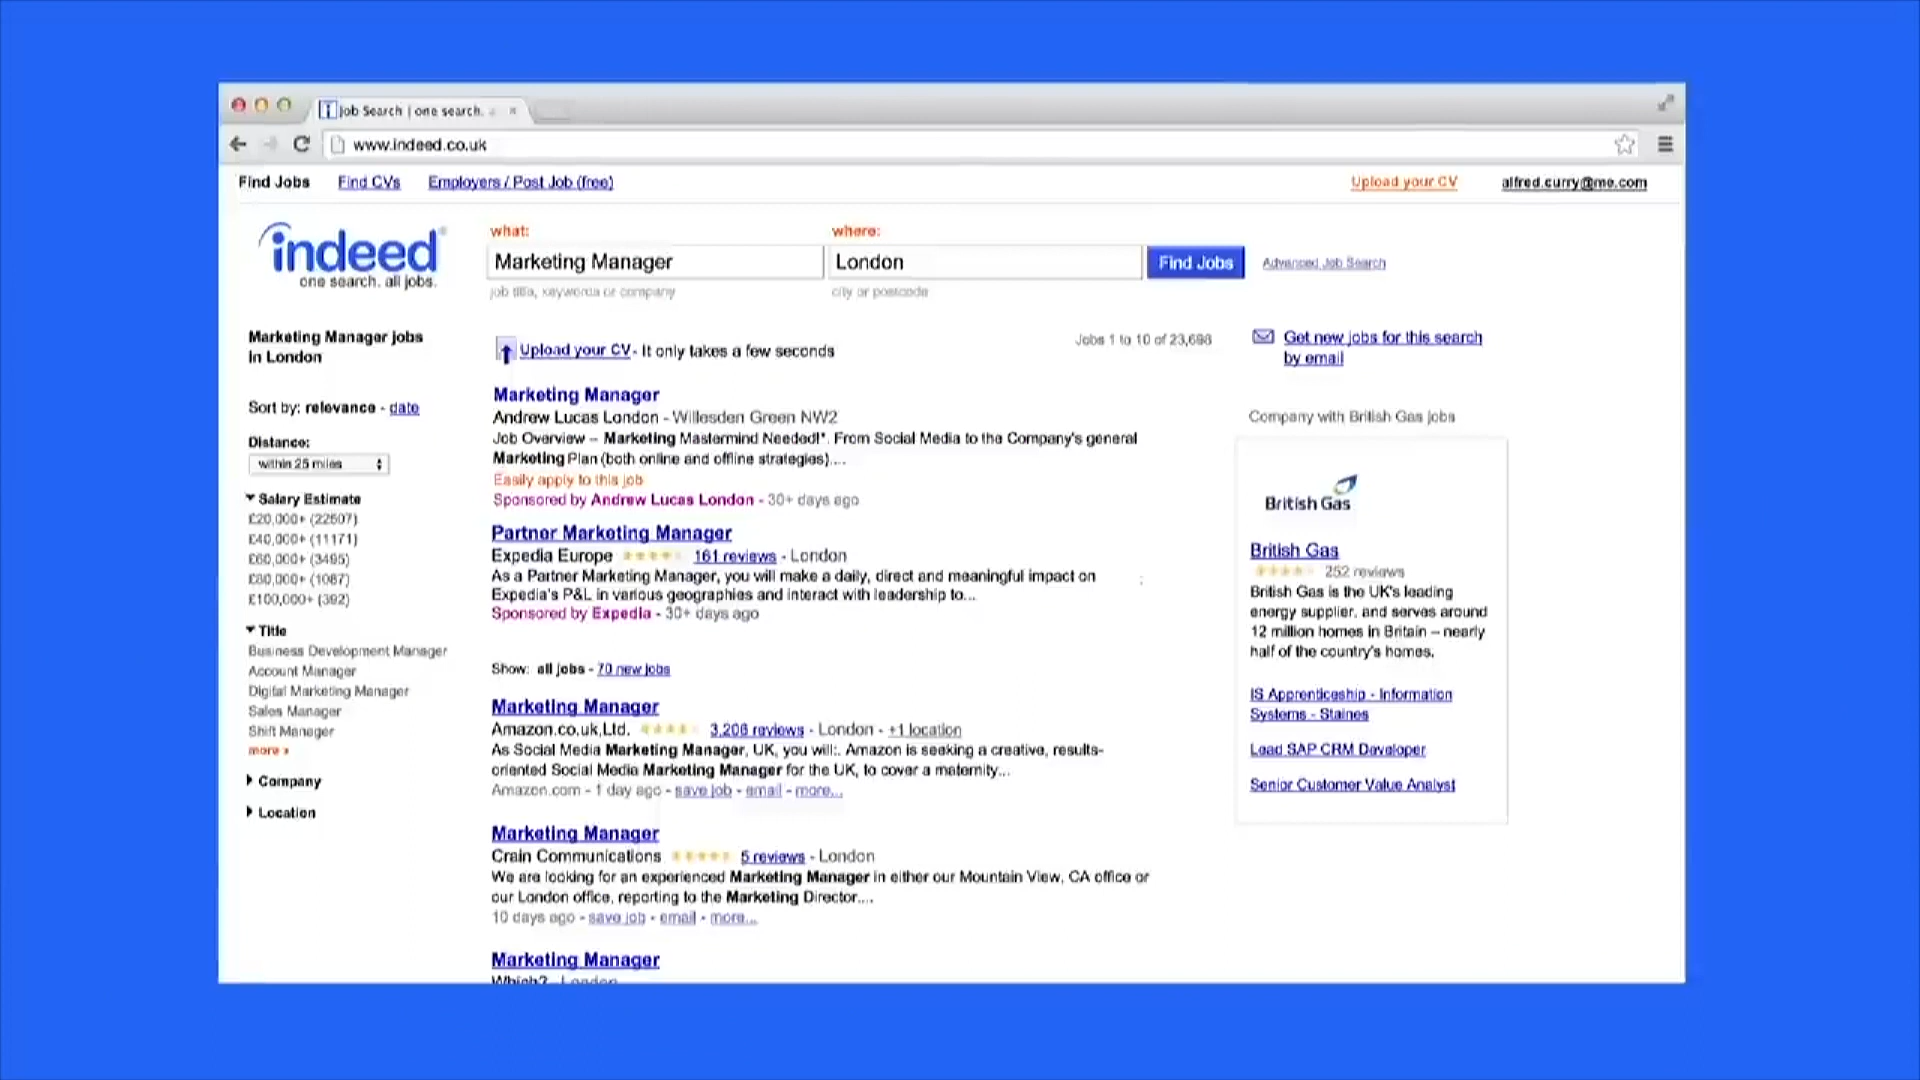 Job Search | one search.
www.indeed.co.uk
Find Jobs Find CVs Employers / Post Job (free) Upload your CV alfred.curry@me.com
what: where:
indeed Marketing Manager London Find Jobs Advanced Job Search
one search. all jobs.
job title, keywords or company city or postcode
Marketing Manager jobs
in London
Sort by: relevance - date
Distance:
within 25 miles
Salary Estimate
£20,000+ (22507)
£40,000+ (11171)
£60,000+ (3495)
£80,000+ (1087)
£100,000+ (392)
Title
Business Development Manager
Account Manager
Digital Marketing Manager
Sales Manager
Shift Manager
more »
Company
Location
Upload your CV - It only takes a few seconds
Jobs 1 to 10 of 23,698
Marketing Manager
Andrew Lucas London - Willesden Green NW2
Job Overview – Marketing Mastermind Needed!*. From Social Media to the Company's general
Marketing Plan (both online and offline strategies)....
Easily apply to this job
Sponsored by Andrew Lucas London - 30+ days ago
Partner Marketing Manager
Expedia Europe 161 reviews - London
As a Partner Marketing Manager, you will make a daily, direct and meaningful impact on
Expedia's P&L in various geographies and interact with leadership to...
Sponsored by Expedia - 30+ days ago
Show: all jobs - 70 new jobs
Marketing Manager
Amazon.co.uk,Ltd. 3,206 reviews - London - +1 location
As Social Media Marketing Manager, UK, you will:. Amazon is seeking a creative, results-
oriented Social Media Marketing Manager for the UK, to cover a maternity...
Amazon.com - 1 day ago - save job - email - more...
Marketing Manager
Crain Communications 5 reviews - London
We are looking for an experienced Marketing Manager in either our Mountain View, CA office or
our London office, reporting to the Marketing Director....
10 days ago - save job - email - more...
Marketing Manager
Which? - London
Get new jobs for this search
by email
Company with British Gas jobs
British Gas
British Gas
252 reviews
British Gas is the UK's leading
energy supplier, and serves around
12 million homes in Britain – nearly
half of the country's homes.
IS Apprenticeship - Information
Systems - Staines
Lead SAP CRM Developer
Senior Customer Value Analyst